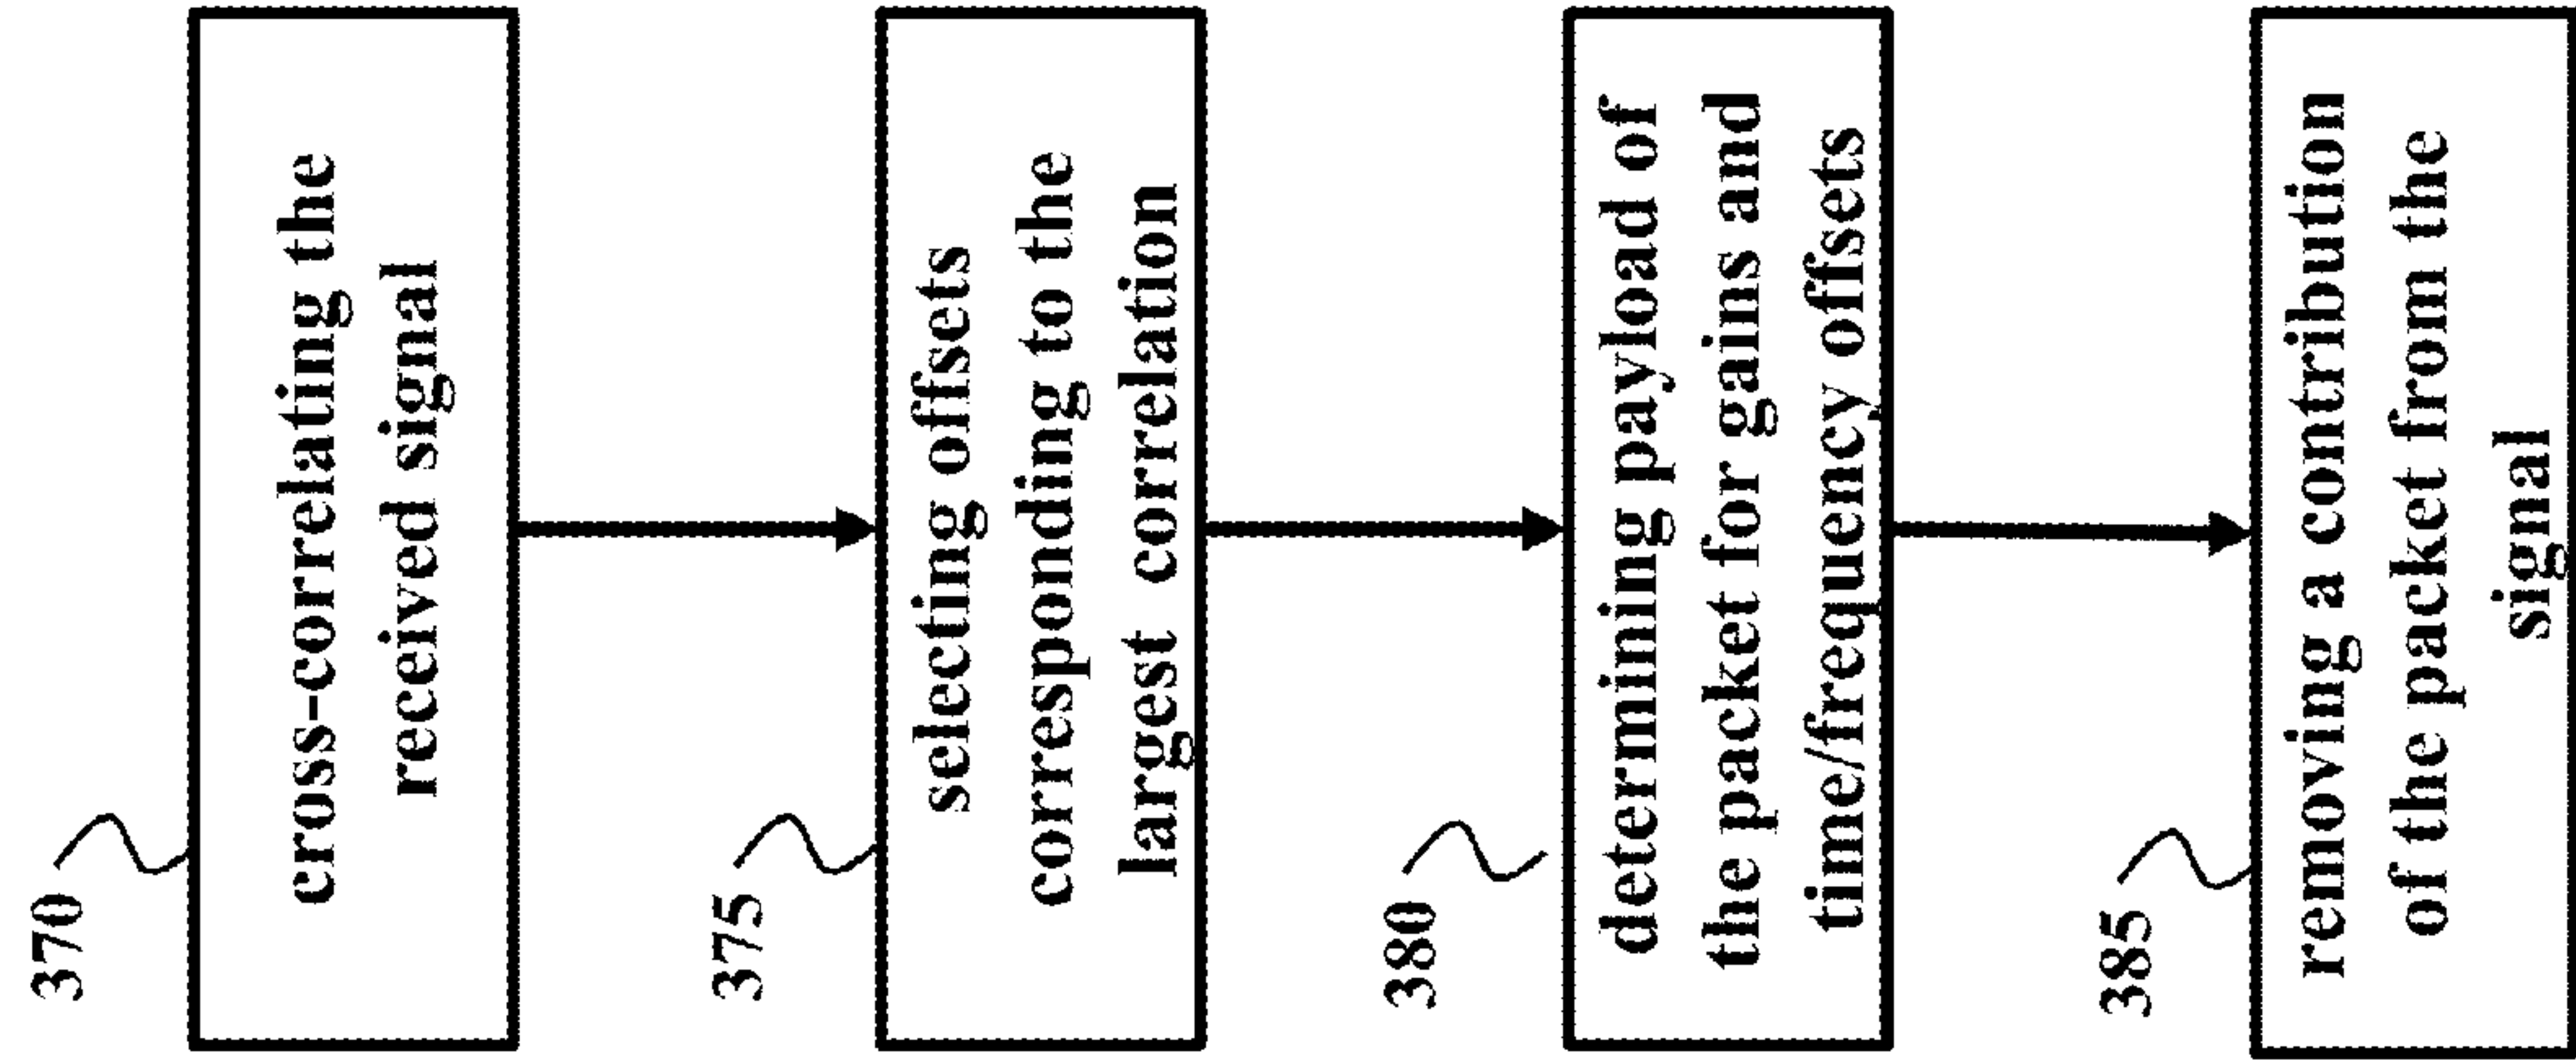 370
cross-correlating the
received signal
375
selecting offsets
corresponding to the
largest correlation
380
determining payload of
the packet for gains and
time/frequency offsets
385
removing a contribution
of the packet from the
signal